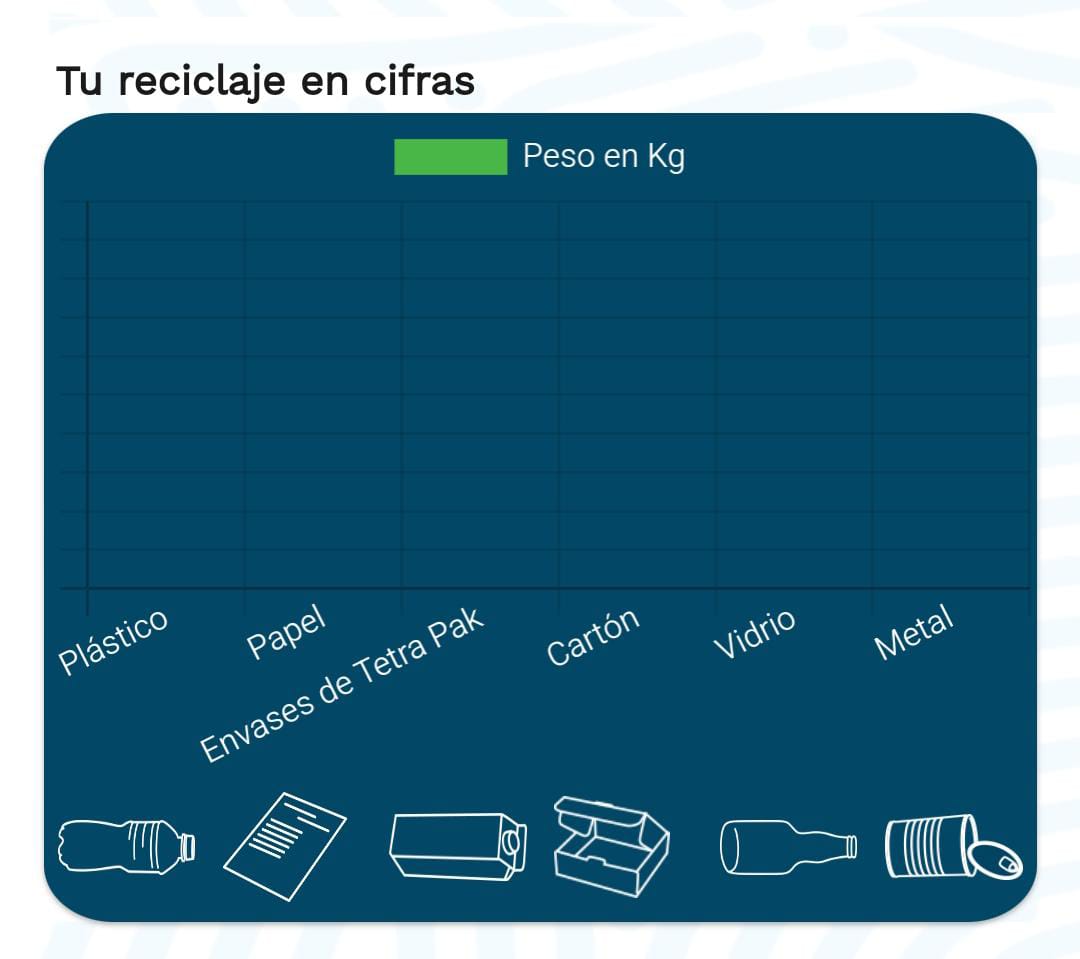 Tu reciclaje en cifras
Peso en Kg
Plástico
Papel
Envases de Tetra Pak
Cartón
Vidrio
Metal